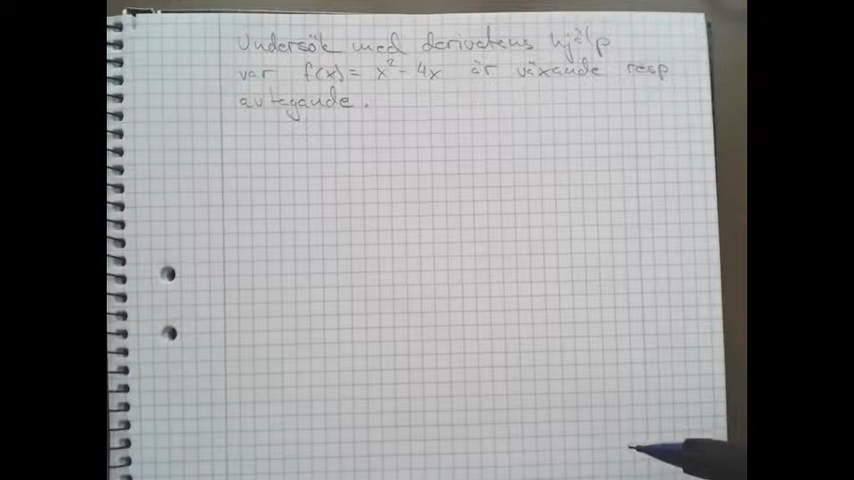 Undersök med derivatans hjälp
var f(x) = x² - 4x är växande resp
avtagande.